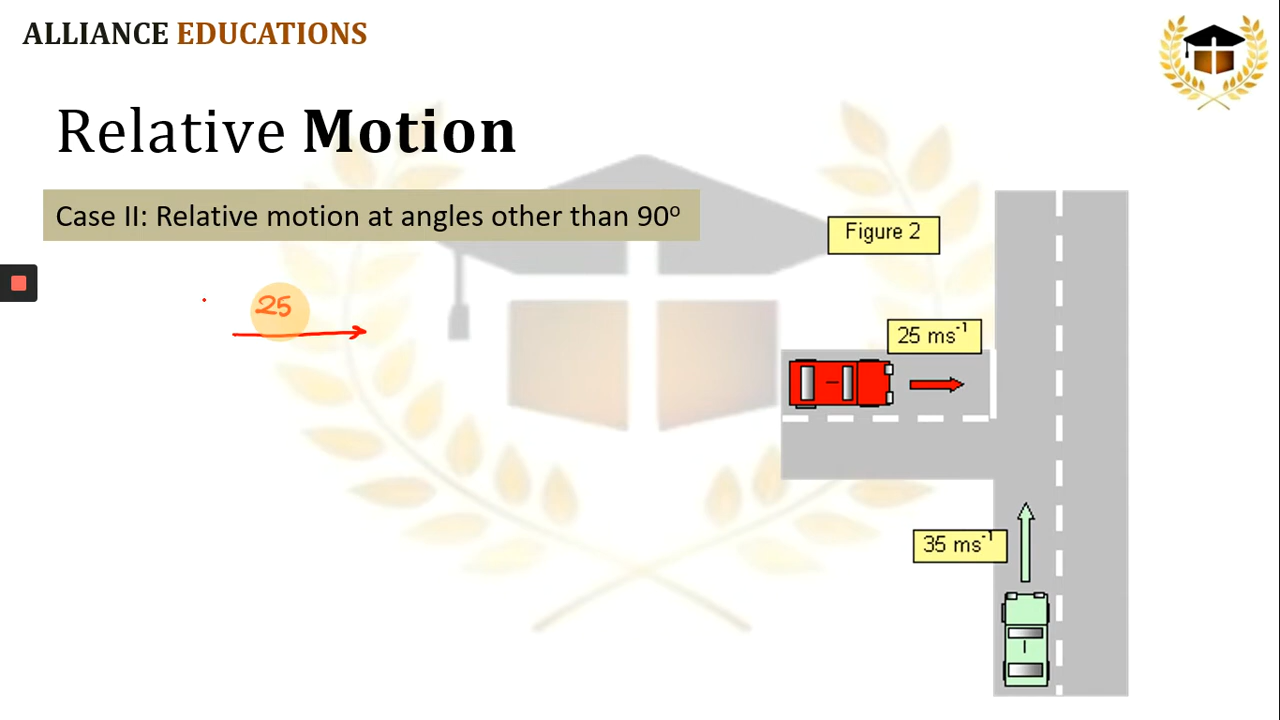 ALLIANCE EDUCATIONS
Relative Motion
Case II: Relative motion at angles other than 90º
Figure 2
25
25 ms⁻¹
35 ms⁻¹